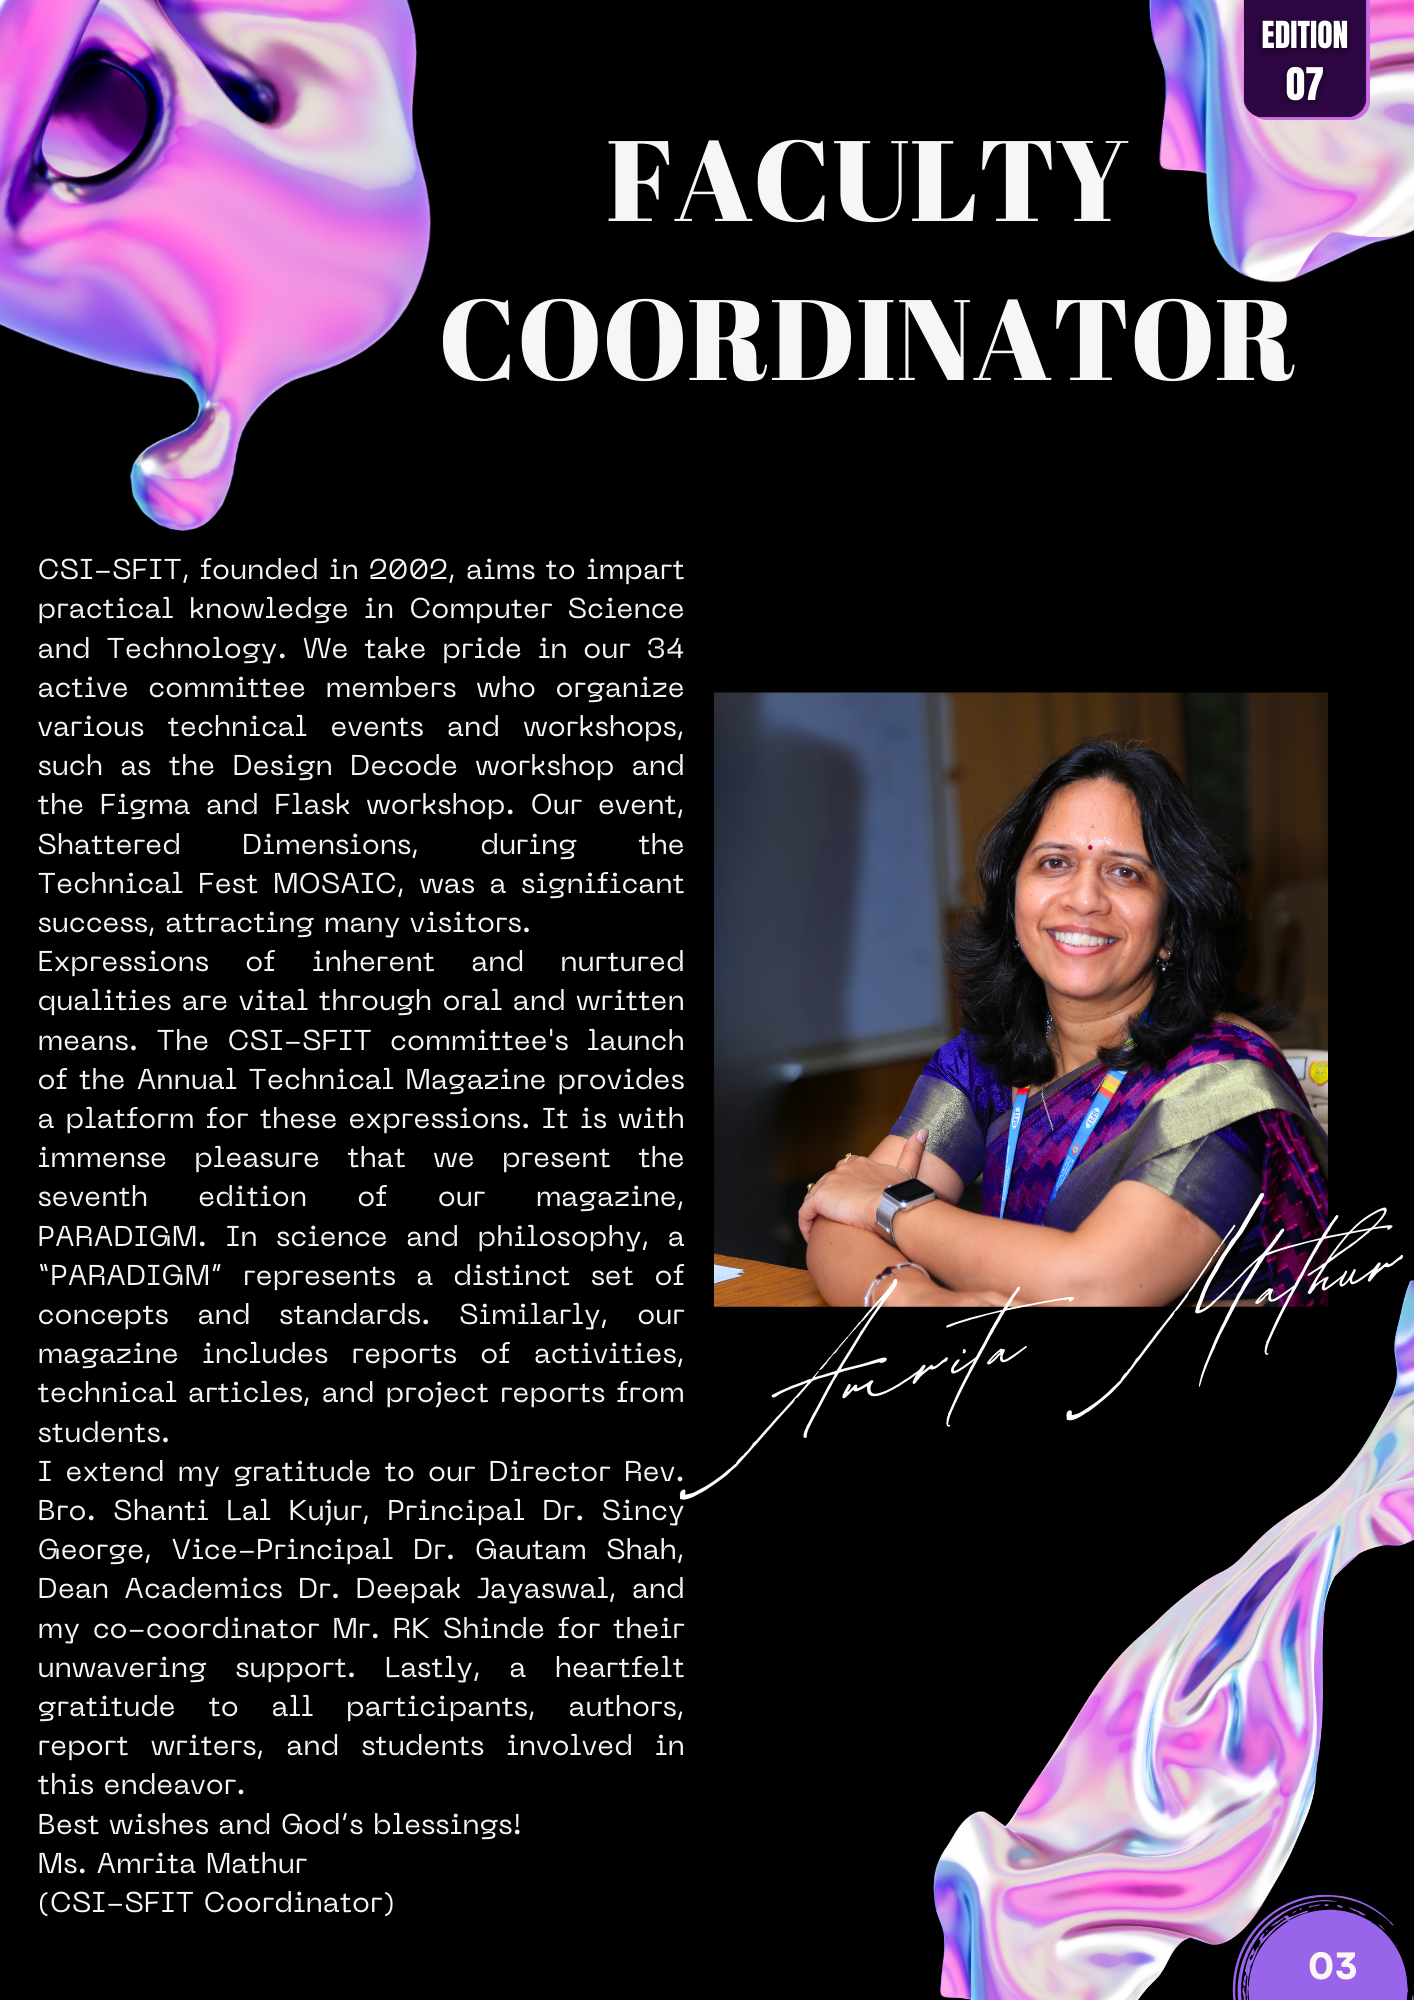 EDITION
07
FACULTY
COORDINATOR
CSI-SFIT, founded in 2002, aims to impart
practical knowledge in Computer Science
and Technology. We take pride in our 34
active committee members who organize
various technical events and workshops,
such as the Design Decode workshop and
the Figma and Flask workshop. Our event,
Shattered Dimensions, during the
Technical Fest MOSAIC, was a significant
success, attracting many visitors.
Expressions of inherent and nurtured
qualities are vital through oral and written
means. The CSI-SFIT committee's launch
of the Annual Technical Magazine provides
a platform for these expressions. It is with
immense pleasure that we present the
seventh edition of our magazine,
PARADIGM. In science and philosophy, a
“PARADIGM” represents a distinct set of
concepts and standards. Similarly, our
magazine includes reports of activities,
technical articles, and project reports from
students.
I extend my gratitude to our Director Rev.
Bro. Shanti Lal Kujur, Principal Dr. Sincy
George, Vice-Principal Dr. Gautam Shah,
Dean Academics Dr. Deepak Jayaswal, and
my co-coordinator Mr. RK Shinde for their
unwavering support. Lastly, a heartfelt
gratitude to all participants, authors,
report writers, and students involved in
this endeavor.
Best wishes and God’s blessings!
Ms. Amrita Mathur
(CSI-SFIT Coordinator)
Amrita Mathur
03